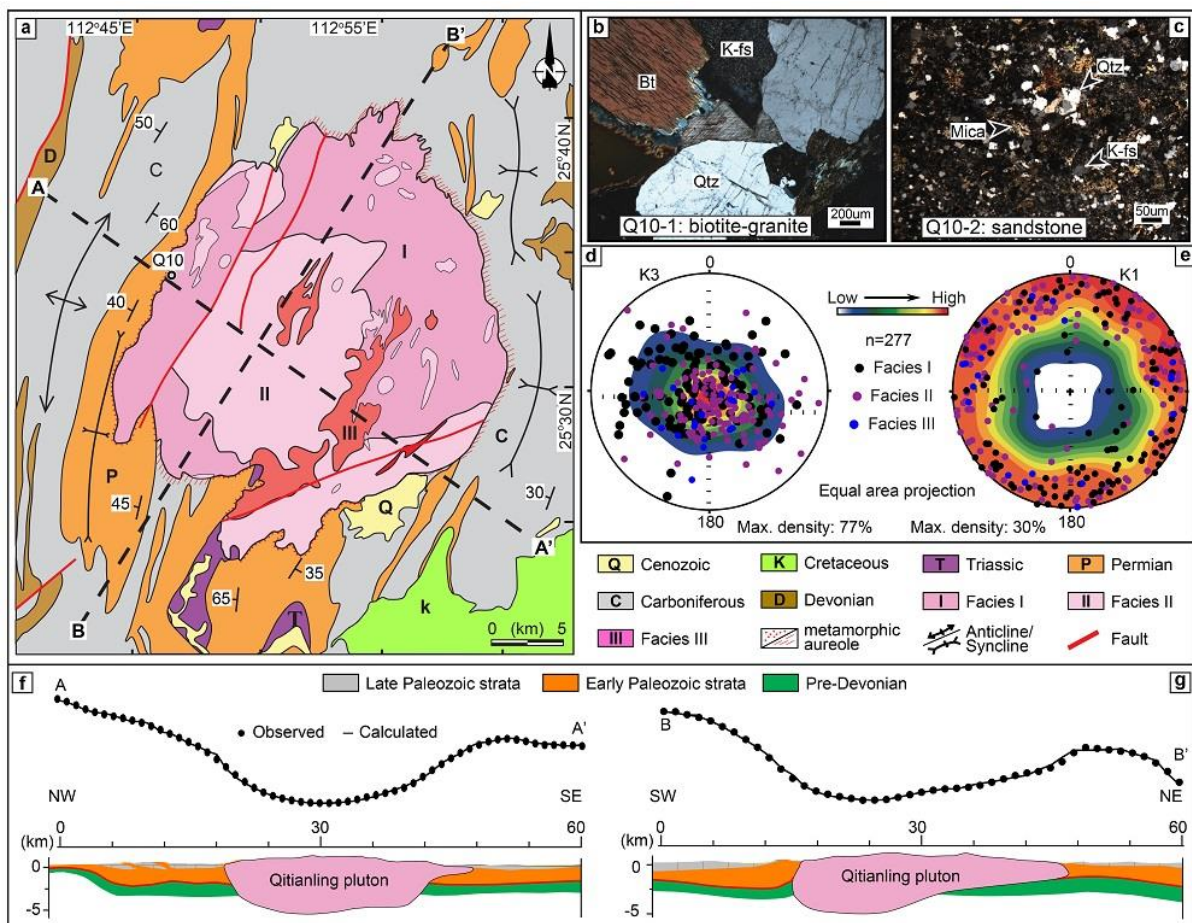 a
112°45'E
112°55'E
B'
N
50
D
C
A
60
Q10
I
40
II
III
C
P
45
Q
30
A'
35
65
T
k
B
0 (km) 5
25°40'N
25°30'N
b
Bt
K-fs
Qtz
200um
Q10-1: biotite-granite
c
Qtz
Mica
K-fs
50um
Q10-2: sandstone
d
0
K3
180
Max. density: 77%
Low
High
n=277
Facies I
Facies II
Facies III
Equal area projection
e
0
K1
180
Max. density: 30%
Q Cenozoic
K Cretaceous
T Triassic
P Permian
C Carboniferous
D Devonian
I Facies I
II Facies II
III Facies III
metamorphic
aureole
Anticline/
Syncline
Fault
f
Late Paleozoic strata
Early Paleozoic strata
Pre-Devonian
g
A
Observed
Calculated
A'
NW
SE
0
30
60
(km)
0
-5
Qitianling pluton
B
B'
SW
NE
0
30
60
(km)
0
-5
Qitianling pluton